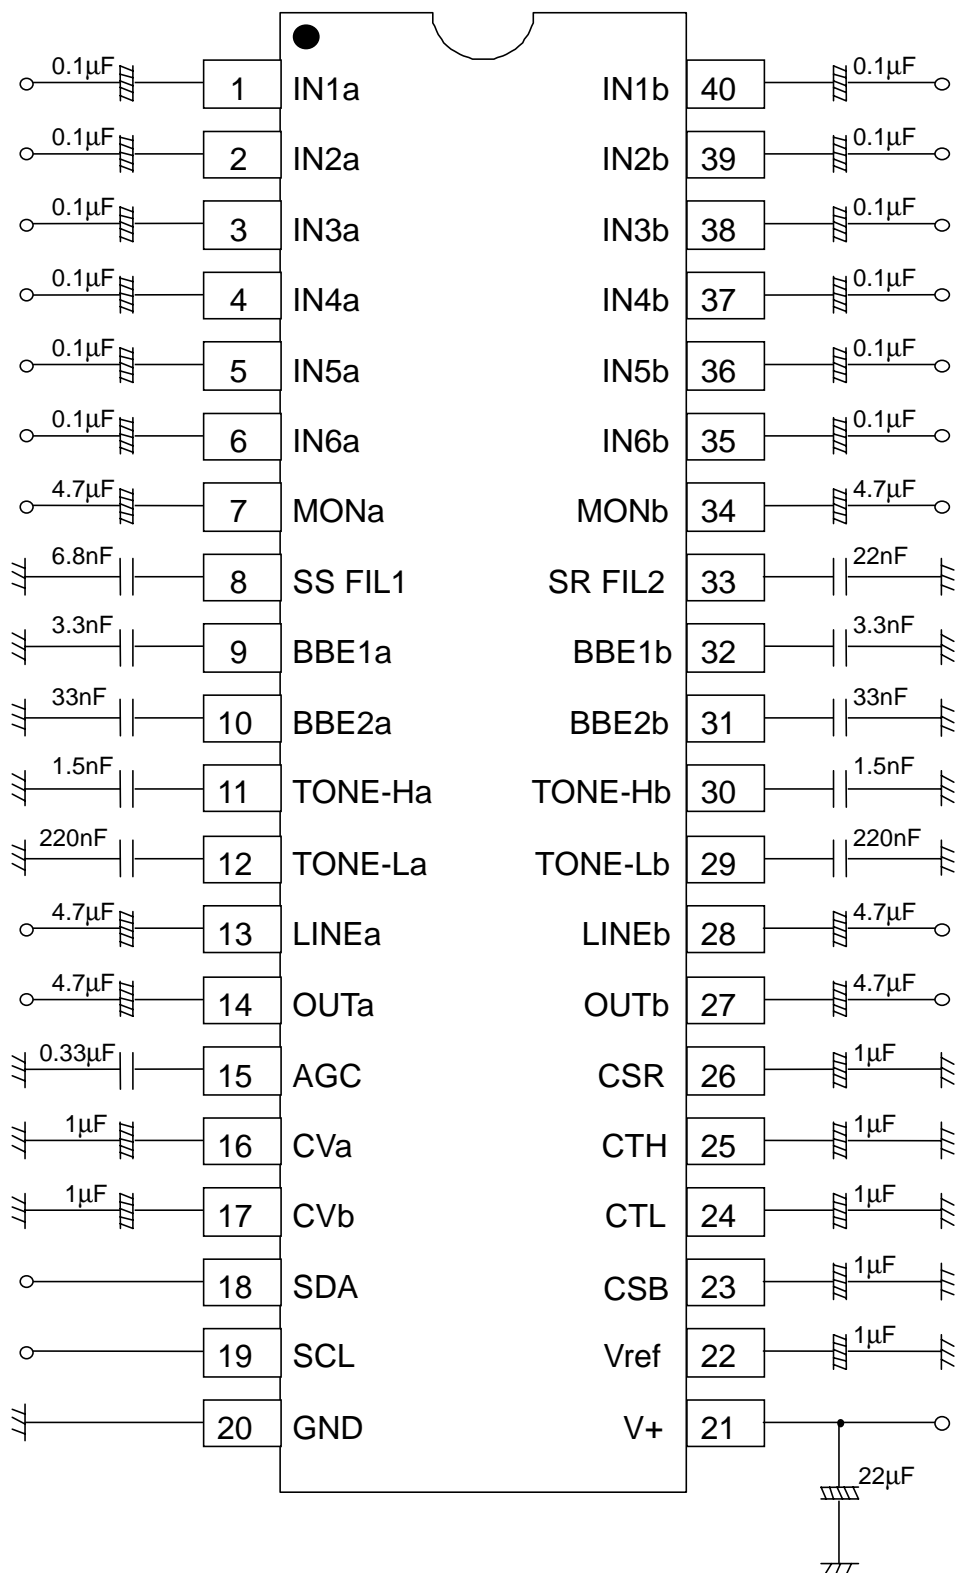 0.1µF 1 IN1a IN1b 40 0.1µF
0.1µF 2 IN2a IN2b 39 0.1µF
0.1µF 3 IN3a IN3b 38 0.1µF
0.1µF 4 IN4a IN4b 37 0.1µF
0.1µF 5 IN5a IN5b 36 0.1µF
0.1µF 6 IN6a IN6b 35 0.1µF
4.7µF 7 MONa MONb 34 4.7µF
6.8nF 8 SS FIL1 SR FIL2 33 22nF
3.3nF 9 BBE1a BBE1b 32 3.3nF
33nF 10 BBE2a BBE2b 31 33nF
1.5nF 11 TONE-Ha TONE-Hb 30 1.5nF
220nF 12 TONE-La TONE-Lb 29 220nF
4.7µF 13 LINEa LINEb 28 4.7µF
4.7µF 14 OUTa OUTb 27 4.7µF
0.33µF 15 AGC CSR 26 1µF
1µF 16 CVa CTH 25 1µF
1µF 17 CVb CTL 24 1µF
18 SDA CSB 23 1µF
19 SCL Vref 22 1µF
20 GND V+ 21
22µF